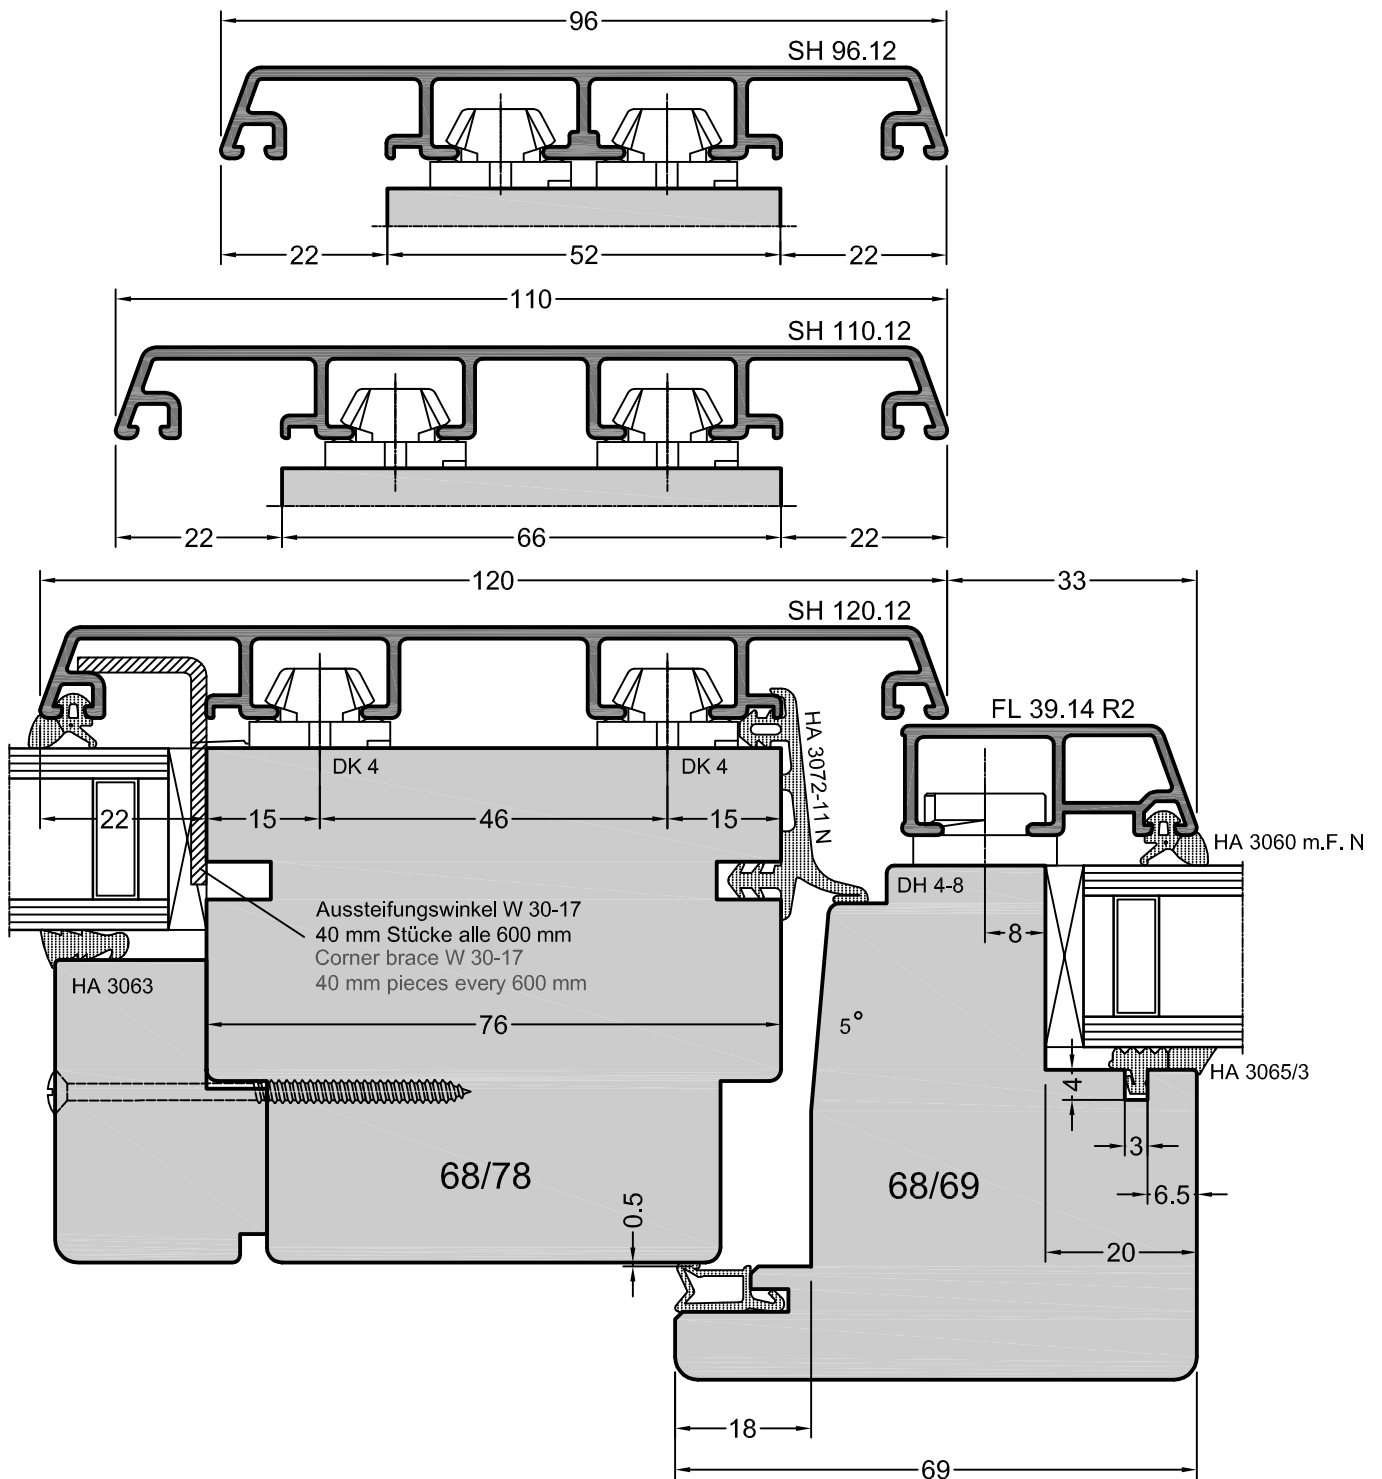 96
SH 96.12
22
52
22
110
SH 110.12
22
66
22
120
33
SH 120.12
FL 39.14 R2
HA 3072-11 N
DK 4
DK 4
22
15
46
15
HA 3060 m.F. N
DH 4-8
8
Aussteifungswinkel W 30-17
40 mm Stücke alle 600 mm
Corner brace W 30-17
40 mm pieces every 600 mm
HA 3063
76
5°
HA 3065/3
4
3
6.5
68/78
68/69
0.5
20
18
69